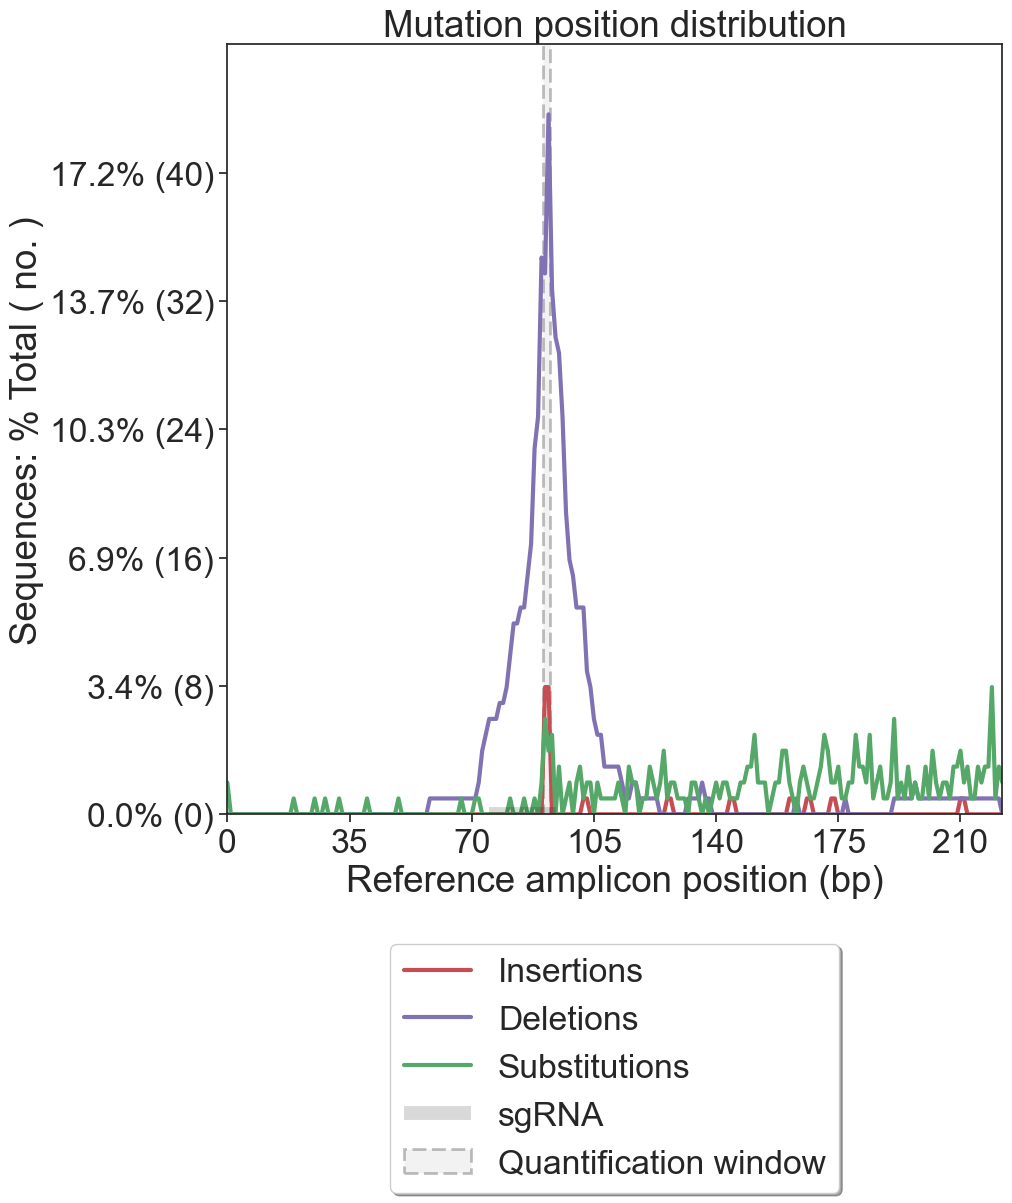 Mutation position distribution
Sequences: % Total ( no. )
17.2% (40)
13.7% (32)
10.3% (24)
6.9% (16)
3.4% (8)
0.0% (0)
0 35 70 105 140 175 210
Reference amplicon position (bp)
Insertions
Deletions
Substitutions
sgRNA
Quantification window